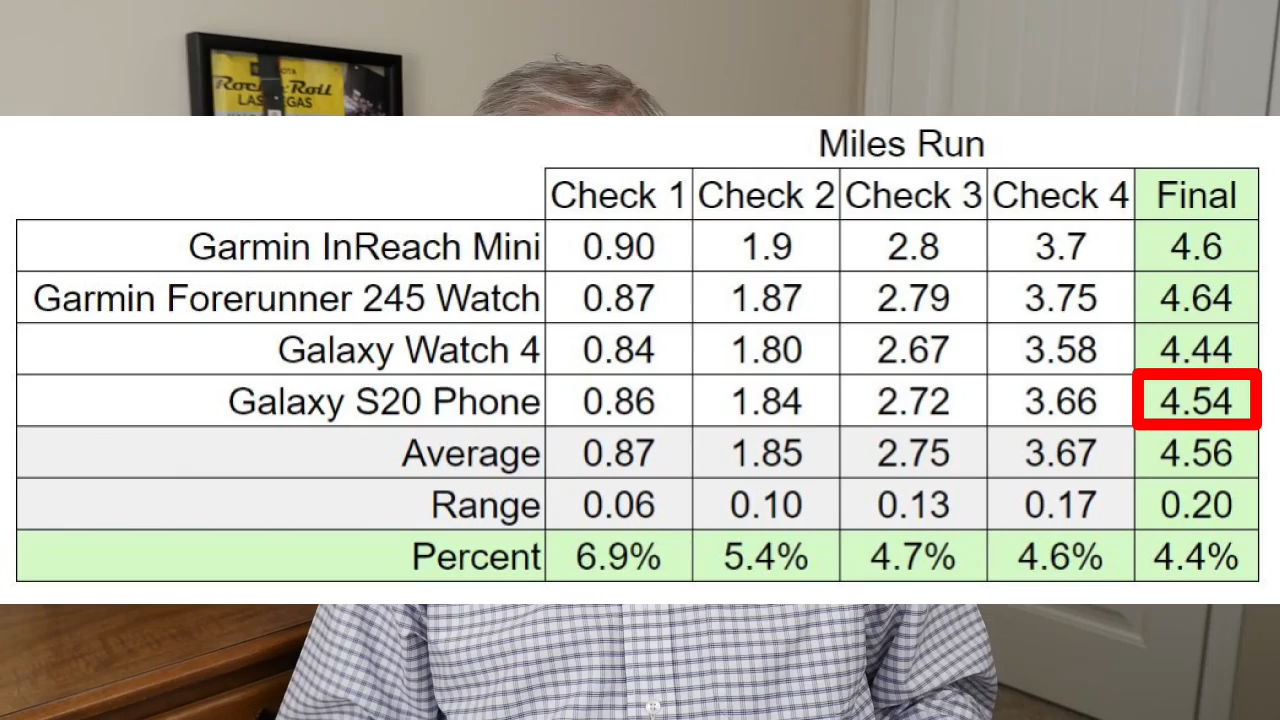 OTA
Rock n Roll
LAS VEGAS
Miles Run
Check 1 Check 2 Check 3 Check 4 Final
Garmin InReach Mini 0.90 1.9 2.8 3.7 4.6
Garmin Forerunner 245 Watch 0.87 1.87 2.79 3.75 4.64
Galaxy Watch 4 0.84 1.80 2.67 3.58 4.44
Galaxy S20 Phone 0.86 1.84 2.72 3.66 4.54
Average 0.87 1.85 2.75 3.67 4.56
Range 0.06 0.10 0.13 0.17 0.20
Percent 6.9% 5.4% 4.7% 4.6% 4.4%